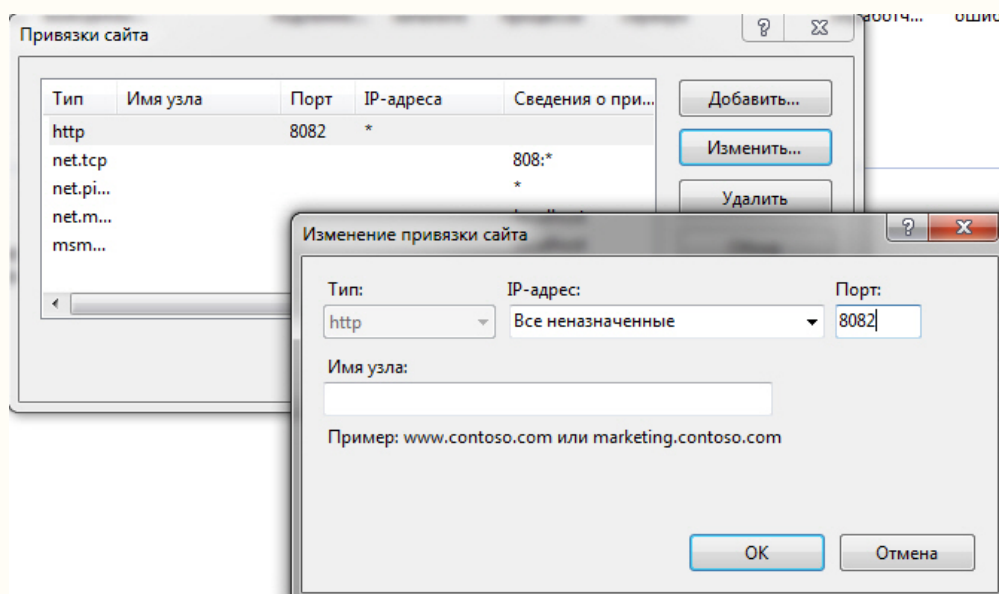 Привязки сайта
Тип Имя узла Порт IP-адреса Сведения о при...
http 8082 *
net.tcp 808:*
net.pi... *
net.m...
msm...
Добавить...
Изменить...
Удалить
Изменение привязки сайта
Тип: IP-адрес: Порт:
http Все неназначенные 8082
Имя узла:
Пример: www.contoso.com или marketing.contoso.com
OK Отмена